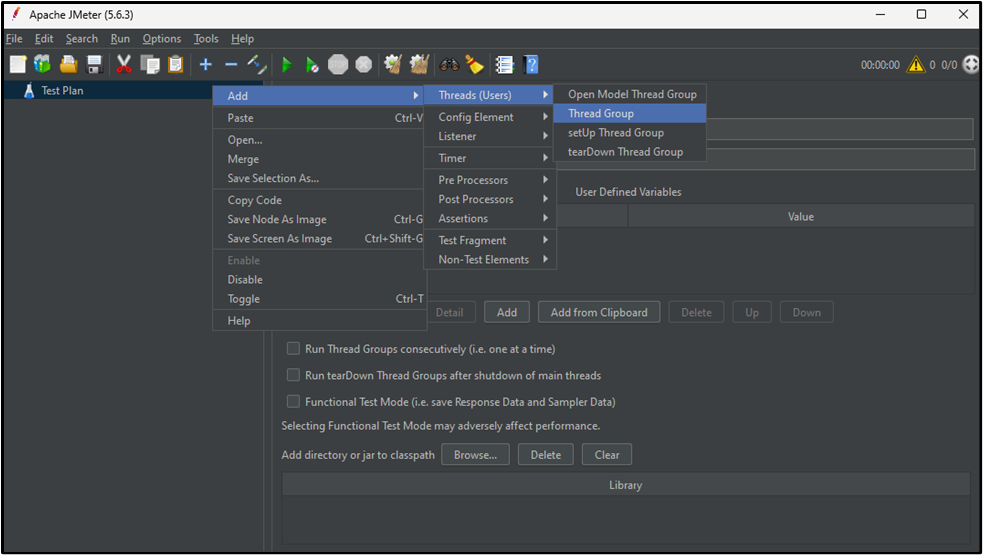 Apache JMeter (5.6.3)
File Edit Search Run Options Tools Help
00:00:00 0 0/0
Test Plan
Add
Paste Ctrl-V
Open...
Merge
Save Selection As...
Copy Code
Save Node As Image Ctrl-G
Save Screen As Image Ctrl+Shift-G
Enable
Disable
Toggle Ctrl-T
Help
Threads (Users)
Config Element
Listener
Timer
Pre Processors
Post Processors
Assertions
Test Fragment
Non-Test Elements
Open Model Thread Group
Thread Group
setUp Thread Group
tearDown Thread Group
User Defined Variables
Value
Detail Add Add from Clipboard Delete Up Down
Run Thread Groups consecutively (i.e. one at a time)
Run tearDown Thread Groups after shutdown of main threads
Functional Test Mode (i.e. save Response Data and Sampler Data)
Selecting Functional Test Mode may adversely affect performance.
Add directory or jar to classpath Browse... Delete Clear
Library